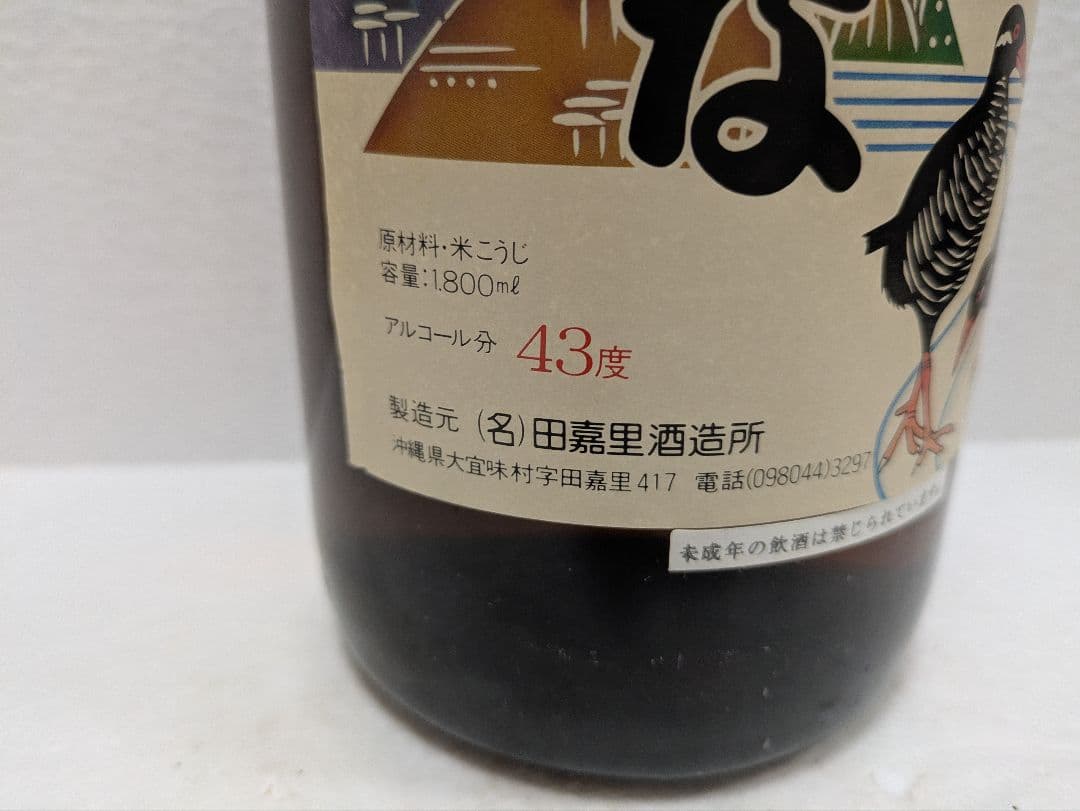 な
原材料・米こうじ
容量:1.800ml
アルコール分 43度
製造元 (名)田嘉里酒造所
沖縄県大宜味村字田嘉里417 電話(098044)3297
未成年の飲酒は禁じられています